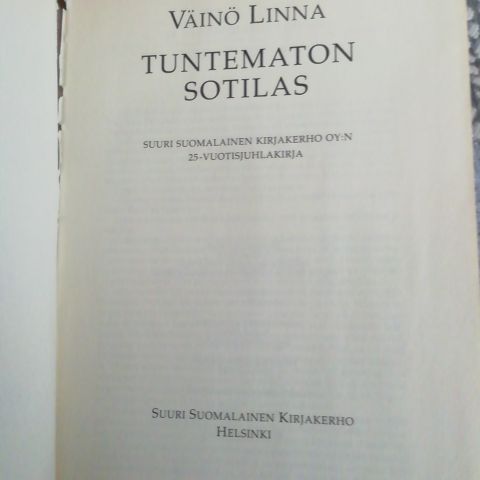 VÄINÖ LINNA
TUNTEMATON
SOTILAS
SUURI SUOMALAINEN KIRJAKERHO OY:N
25-VUOTISJUHLAKIRJA
SUURI SUOMALAINEN KIRJAKERHO
HELSINKI